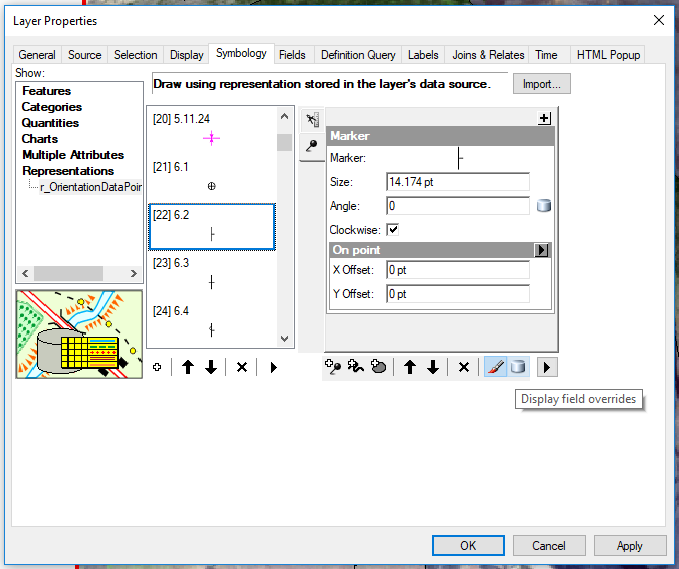 Layer Properties
General Source Selection Display Symbology Fields Definition Query Labels Joins & Relates Time HTML Popup
Show:
Features
Categories
Quantities
Charts
Multiple Attributes
Representations
r_OrientationDataPoin
Draw using representation stored in the layer's data source.
Import...
[20] 5.11.24
[21] 6.1
[22] 6.2
[23] 6.3
[24] 6.4
Marker
Marker:
Size: 14.174 pt
Angle: 0
Clockwise:
On point
X Offset: 0 pt
Y Offset: 0 pt
Display field overrides
OK Cancel Apply